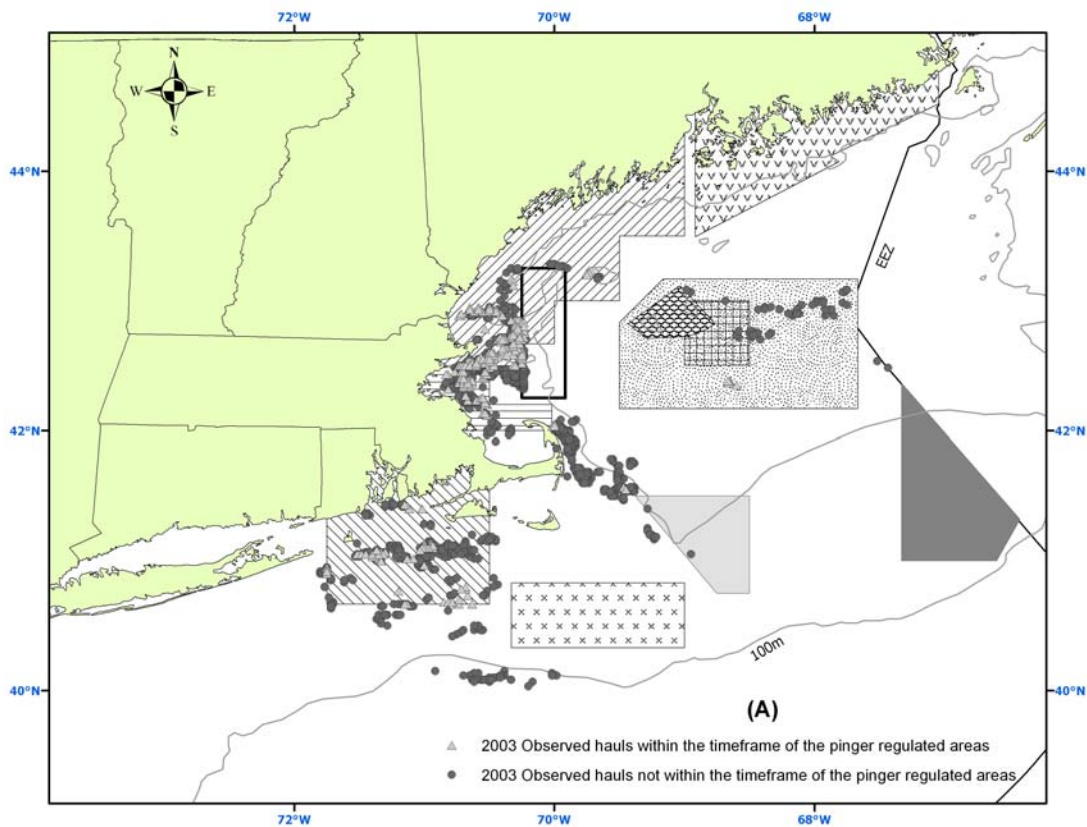 72°W 70°W 68°W
N
W E
S
44°N 44°N
EEZ
42°N 42°N
100m
40°N 40°N
(A)
2003 Observed hauls within the timeframe of the pinger regulated areas
2003 Observed hauls not within the timeframe of the pinger regulated areas
72°W 70°W 68°W